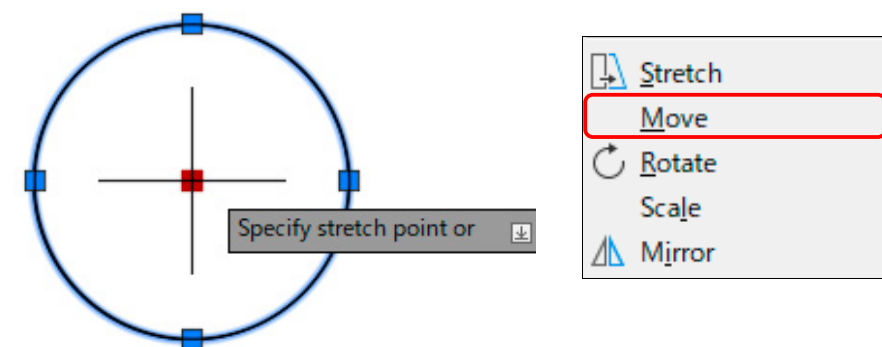 Specify stretch point or
Stretch
Move
Rotate
Scale
Mirror